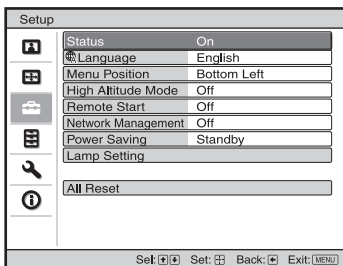 Setup
Status On
Language English
Menu Position Bottom Left
High Altitude Mode Off
Remote Start Off
Network Management Off
Power Saving Standby
Lamp Setting
All Reset
Sel: Set: Back: Exit: MENU